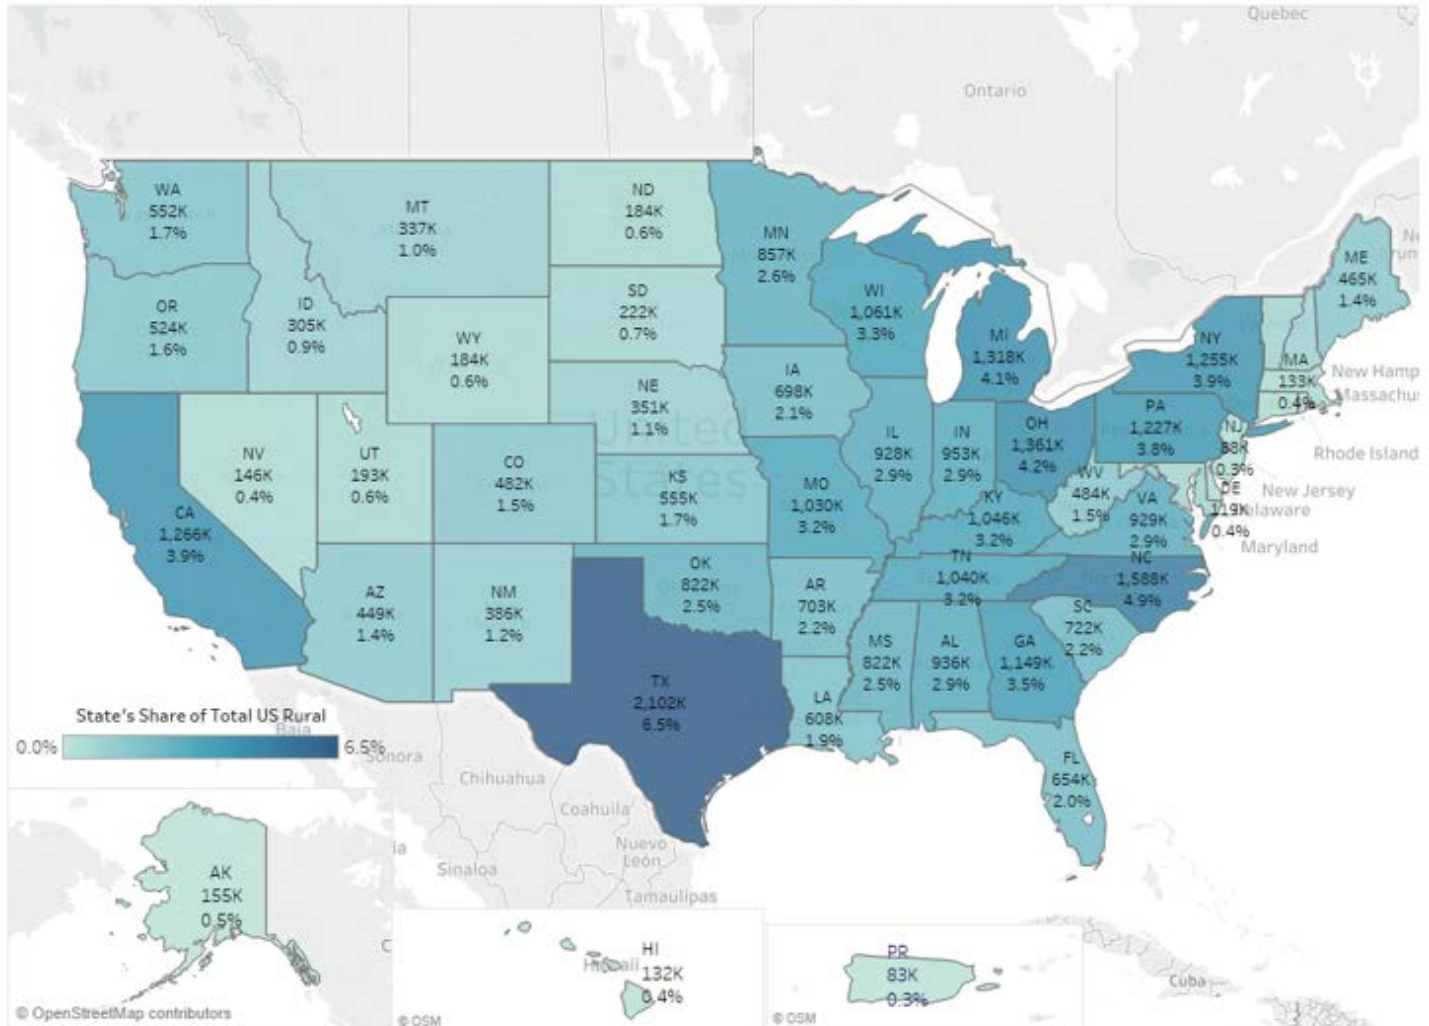 Quebec
Ontario
WA
552K
1.7%
MT
337K
1.0%
ND
184K
0.6%
MN
857K
2.6%
ME
465K
1.4%
OR
524K
1.6%
ID
305K
0.9%
WY
184K
0.6%
SD
222K
0.7%
WI
1,061K
3.3%
MI
1,318K
4.1%
NY
1,255K
3.9%
MA
133K
0.4%
New Hamp
Massachu
IA
698K
2.1%
NE
351K
1.1%
United
States
NV
146K
0.4%
UT
193K
0.6%
CO
482K
1.5%
KS
555K
1.7%
MO
1,030K
3.2%
IL
928K
2.9%
IN
953K
2.9%
OH
1,361K
4.2%
PA
1,227K
3.8%
NJ
0.3%
Rhode Island
New Jersey
DE
119K
0.4%
Delaware
Maryland
WV
484K
1.5%
VA
929K
2.9%
KY
1,046K
3.2%
CA
1,266K
3.9%
AZ
449K
1.4%
NM
386K
1.2%
OK
822K
2.5%
AR
703K
2.2%
TN
1,040K
3.2%
NC
1,588K
4.9%
SC
722K
2.2%
MS
822K
2.5%
AL
936K
2.9%
GA
1,149K
3.5%
TX
2,102K
6.5%
LA
608K
1.9%
FL
654K
2.0%
State's Share of Total US Rural
0.0%
6.5%
Baja
Sonora
Chihuahua
Coahuila
Nuevo
León
Sinaloa
Tamaulipas
AK
155K
0.5%
© OpenStreetMap contributors
HI
132K
0.4%
© OSM
PR
83K
0.3%
© OSM
Cuba